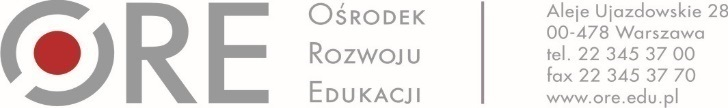 ORE
Ośrodek
Rozwoju
Edukacji
Aleje Ujazdowskie 28
00-478 Warszawa
tel. 22 345 37 00
fax 22 345 37 70
www.ore.edu.pl